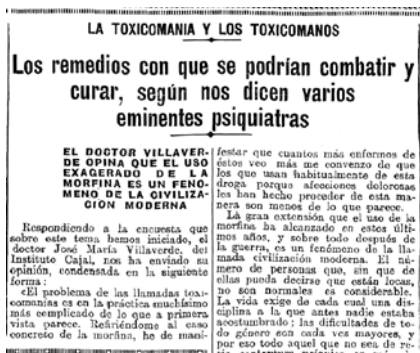 LA TOXICOMANIA Y LOS TOXICOMANOS
Los remedios con que se podrían combatir y
curar, según nos dicen varios
eminentes psiquiatras
EL DOCTOR VILLAVER-
DE OPINA QUE EL USO
EXAGERADO DE LA
MORFINA ES UN FENO-
MENO DE LA CIVILIZA-
CIÓN MODERNA
Respondiendo a la encuesta que
sobre este tema hemos iniciado, el
doctor José María Villaverde, del
Instituto Cajal, nos ha enviado su
opinión, condensada en la siguiente
forma:
«El problema de las llamadas toxi-
comanías es en la práctica muchísimo
más complicado de lo que a primera
vista parece. Refiriéndome al caso
concreto de la morfina, he de mani-
festar que cuantos más enfermos de
éstos veo más me convenzo de que
los que usan habitualmente de esta
droga porque afecciones dolorosas
les han hecho proceder de esta ma-
nera son menos de lo que parece.
La gran extensión que el uso de la
morfina ha alcanzado en estos últi-
mos años, y sobre todo después de
la guerra, es un fenómeno de la lla-
mada civilización moderna. El nú-
mero de personas que, sin que de
ellas pueda decirse que están locas,
no son normales es considerable.
La vida exige de cada cual una dis-
ciplina a la que antes nadie estaba
acostumbrado; las dificultades de to-
do género son cada vez mayores, y
por eso todo aquel que no sea de re-